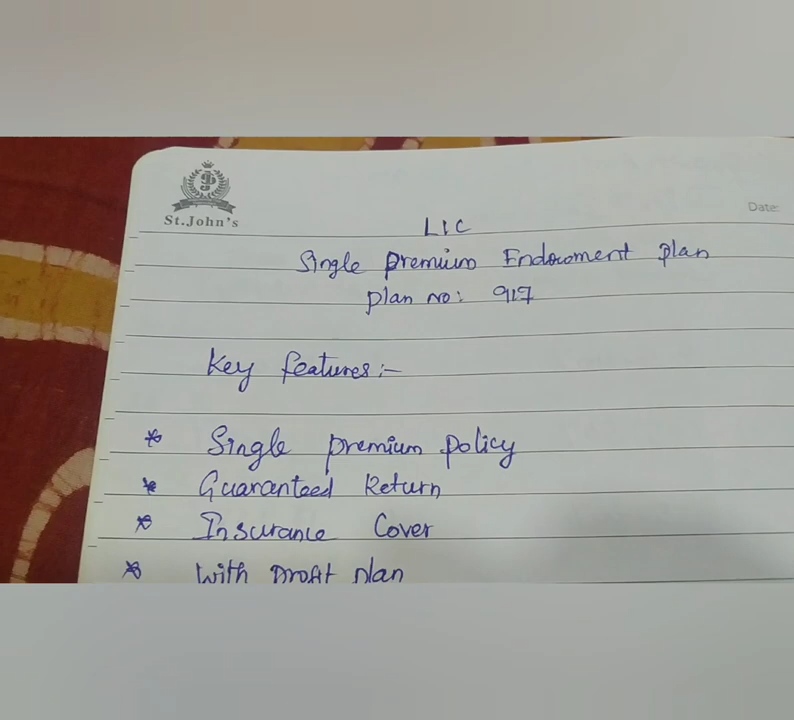 St.John's
Date:
LIC
Single premium Endowment plan
plan no: 917
Key features:-
* Single premium policy
* Guaranteed Return
* Insurance Cover
* With profit plan